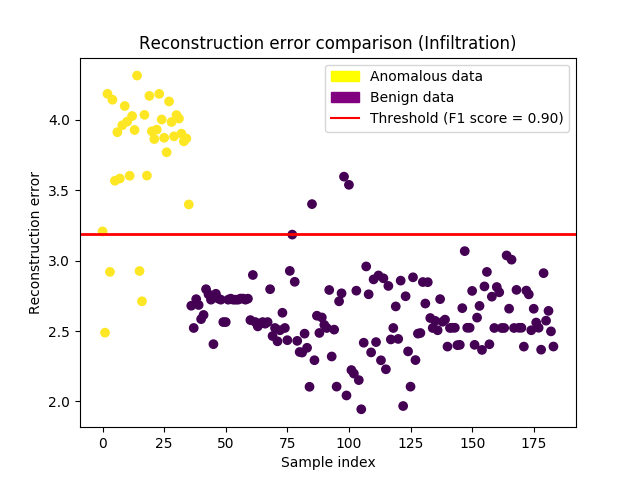 Reconstruction error comparison (Infiltration)
Anomalous data
Benign data
Threshold (F1 score = 0.90)
Reconstruction error
4.0
3.5
3.0
2.5
2.0
0
25
50
75
100
125
150
175
Sample index